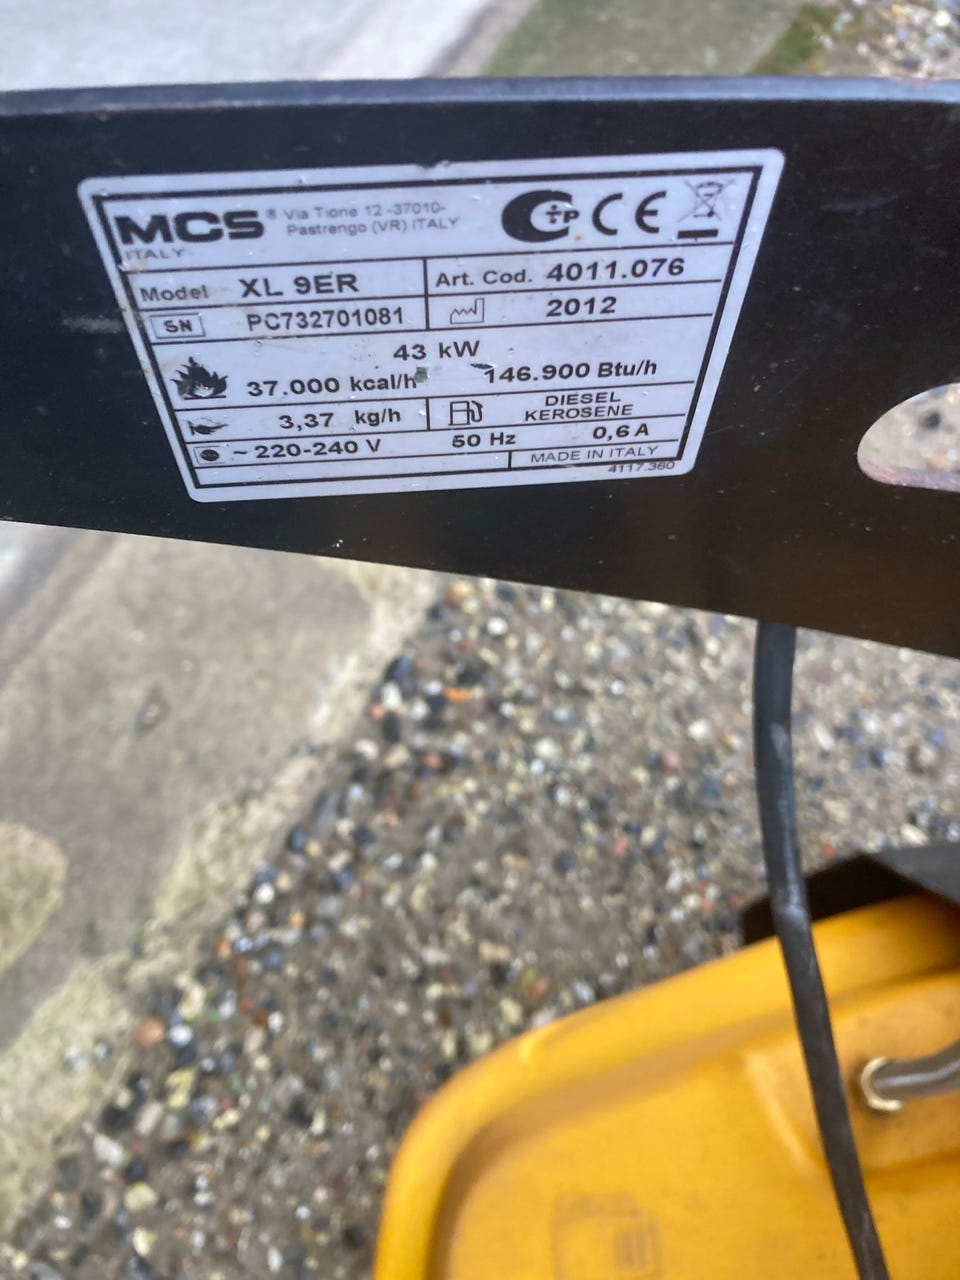 MCS ® Via Tione 12 -37010-
Pastrengo (VR) ITALY
ITALY
CE
Model XL 9ER
Art. Cod. 4011.076
SN PC732701081
2012
43 kW
37.000 kcal/h 146.900 Btu/h
3,37 kg/h
DIESEL
KEROSENE
~ 220-240 V 50 Hz 0,6 A
MADE IN ITALY
4117.360